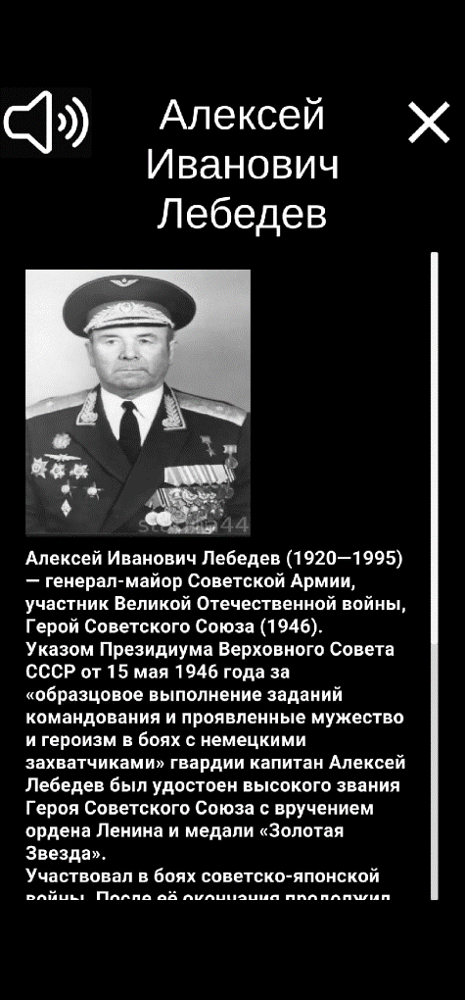 Алексей
Иванович
Лебедев
Алексей Иванович Лебедев (1920—1995)
— генерал-майор Советской Армии,
участник Великой Отечественной войны,
Герой Советского Союза (1946).
Указом Президиума Верховного Совета
СССР от 15 мая 1946 года за
«образцовое выполнение заданий
командования и проявленные мужество
и героизм в боях с немецкими
захватчиками» гвардии капитан Алексей
Лебедев был удостоен высокого звания
Героя Советского Союза с вручением
ордена Ленина и медали «Золотая
Звезда».
Участвовал в боях советско-японской
войны. После её окончания продолжил